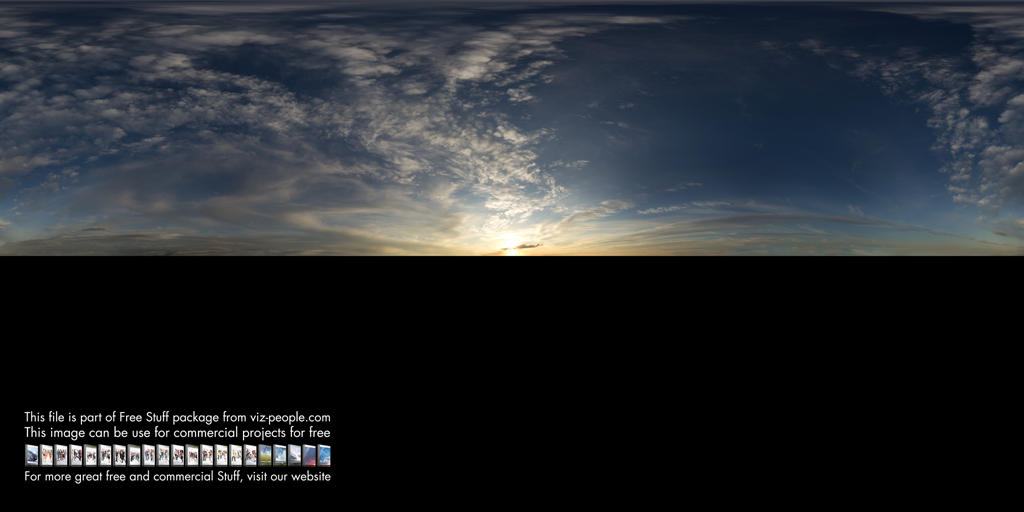 This file is part of Free Stuff package from viz-people.com
This image can be use for commercial projects for free
For more great free and commercial Stuff, visit our website